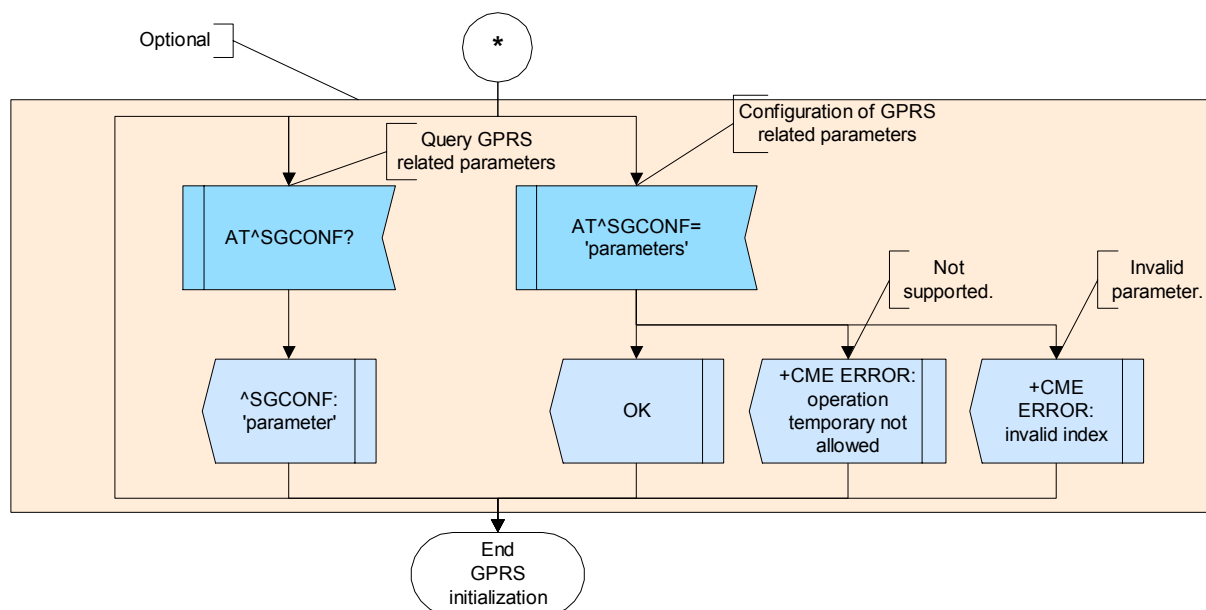 Optional
*
Query GPRS
related parameters
Configuration of GPRS
related parameters
AT^SGCONF?
AT^SGCONF=
'parameters'
Not
supported.
Invalid
parameter.
^SGCONF:
'parameter'
OK
+CME ERROR:
operation
temporary not
allowed
+CME
ERROR:
invalid index
End
GPRS
initialization